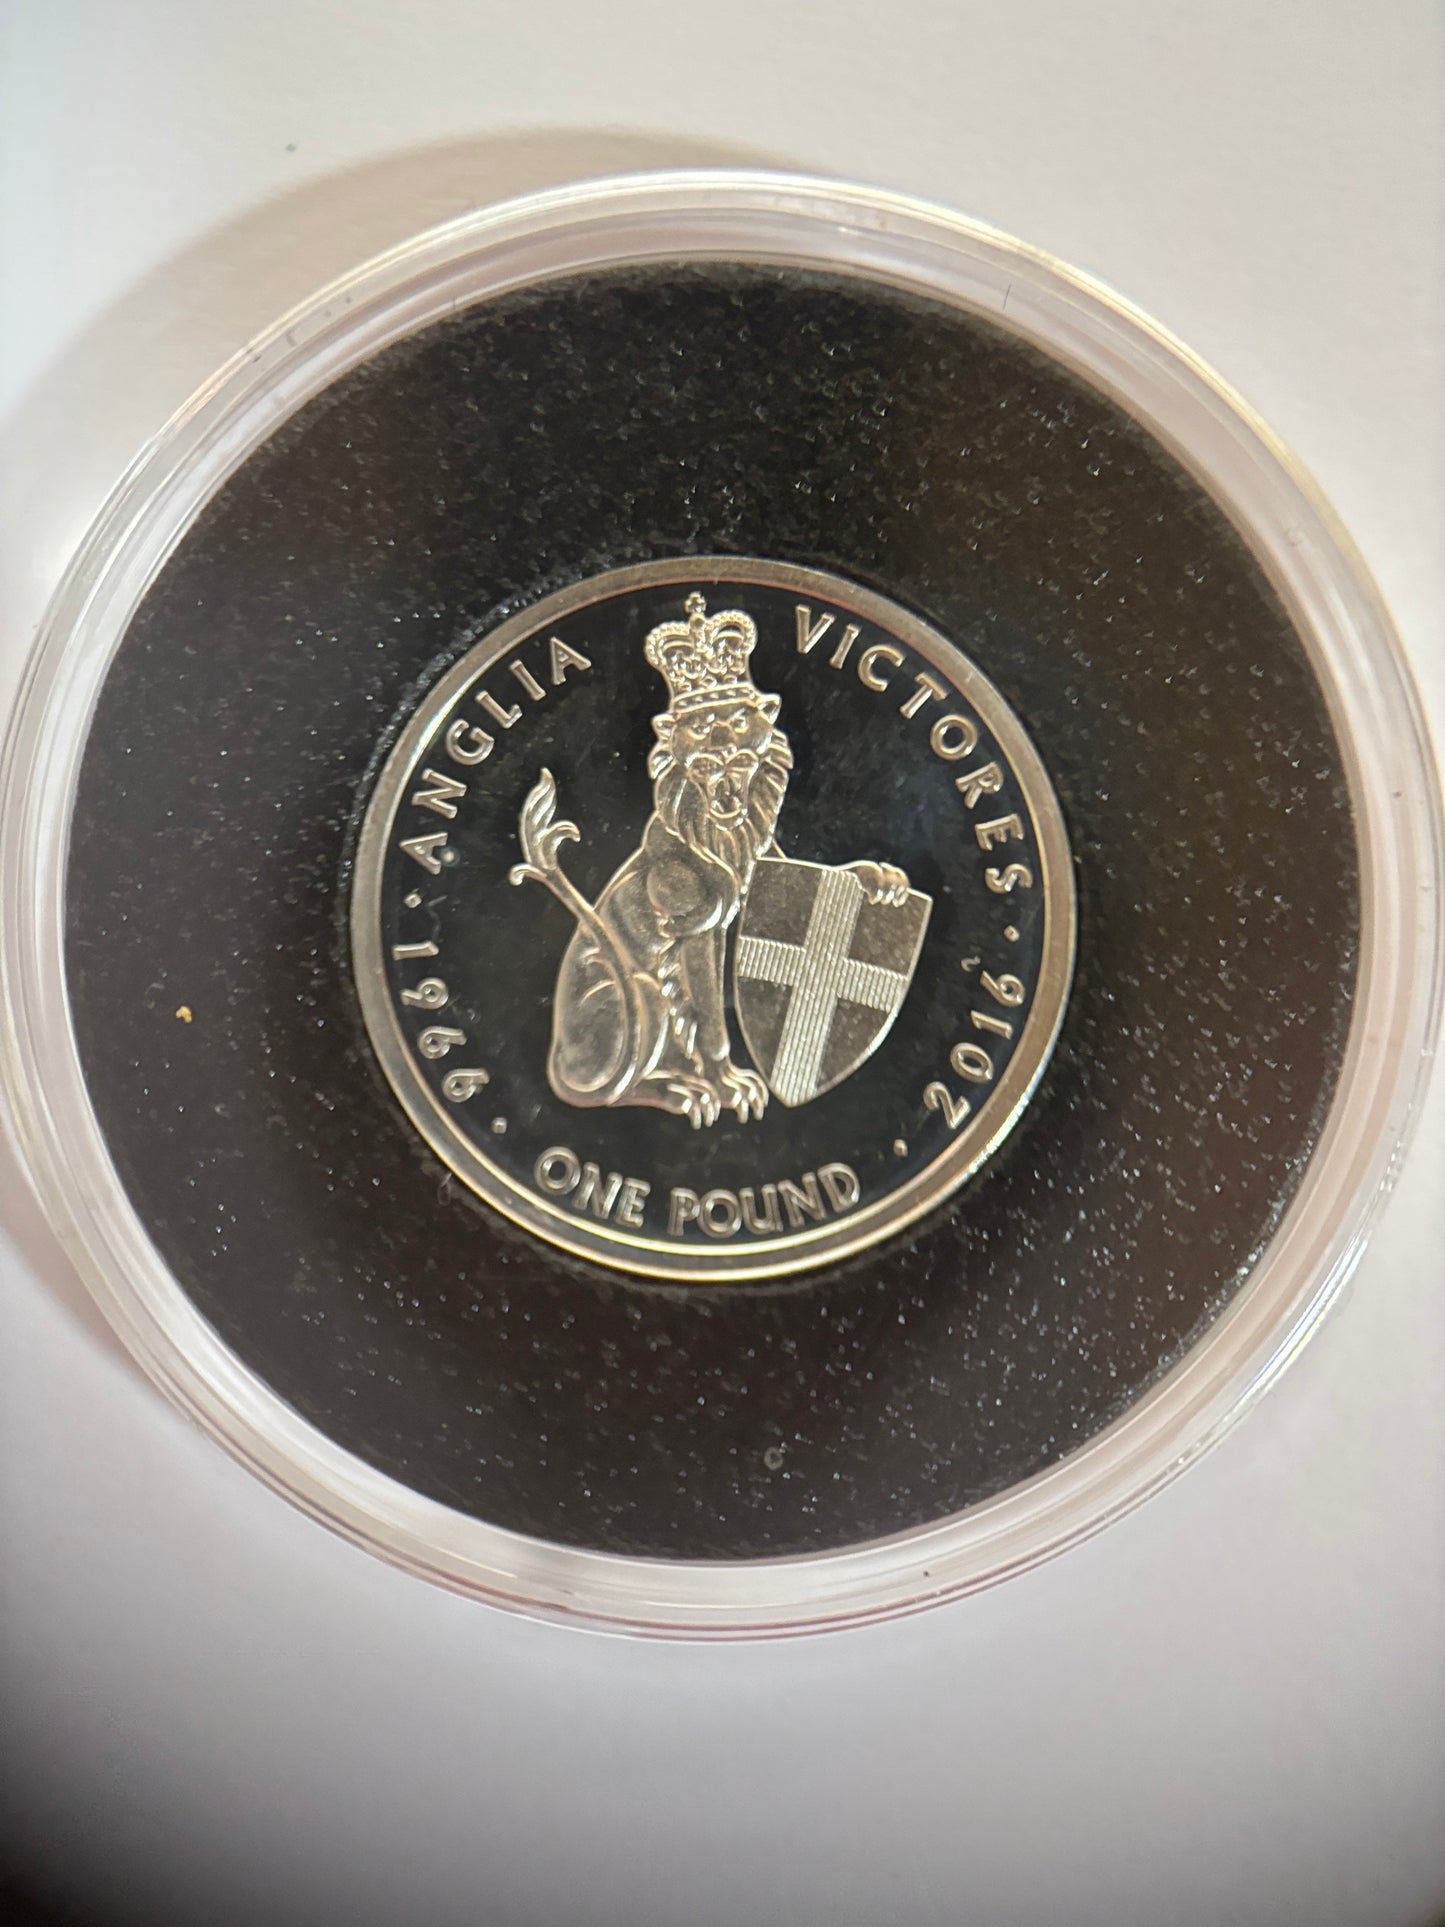 1966 · ANGLIA VICTORES · 2016
· ONE POUND ·